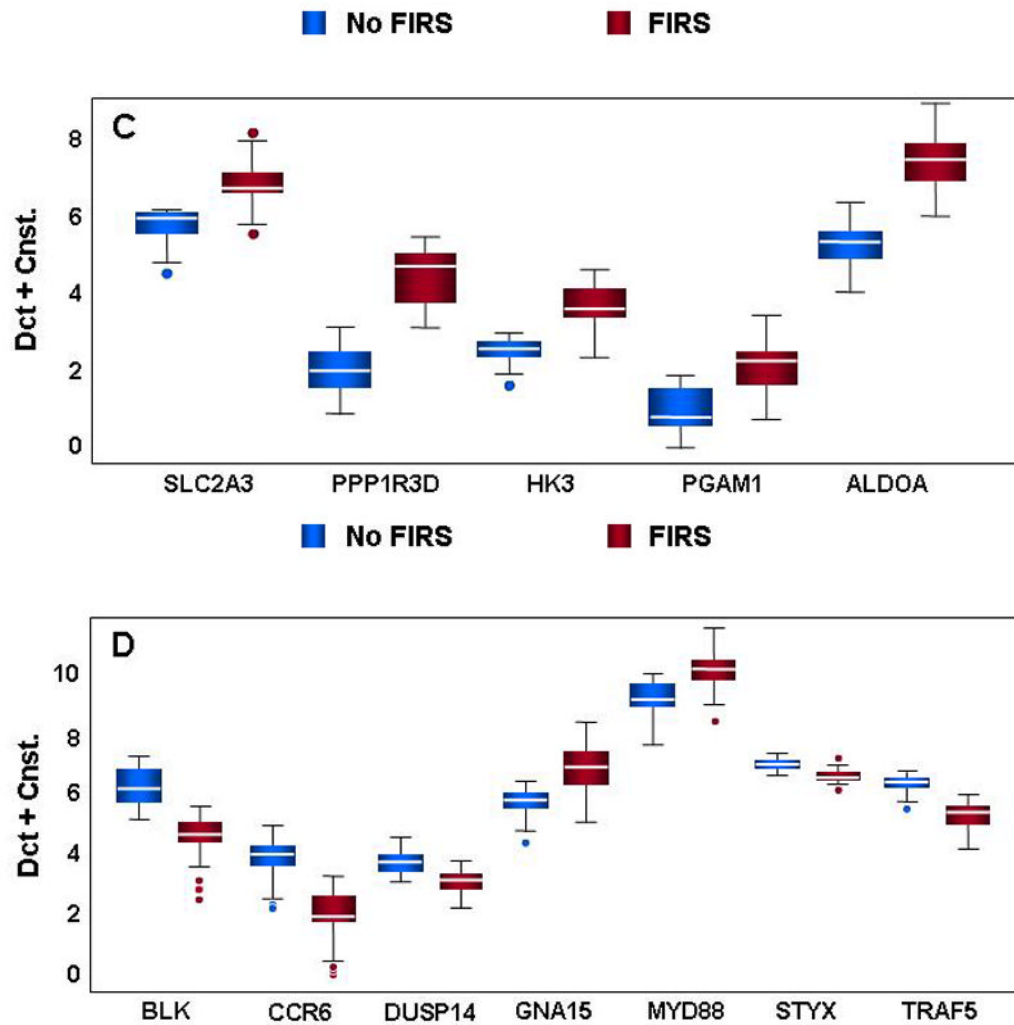 No FIRS FIRS
C
8
6
4
2
0
Dct + Cnst.
SLC2A3 PPP1R3D HK3 PGAM1 ALDOA
No FIRS FIRS
D
10
8
6
4
2
0
Dct + Cnst.
BLK CCR6 DUSP14 GNA15 MYD88 STYX TRAF5